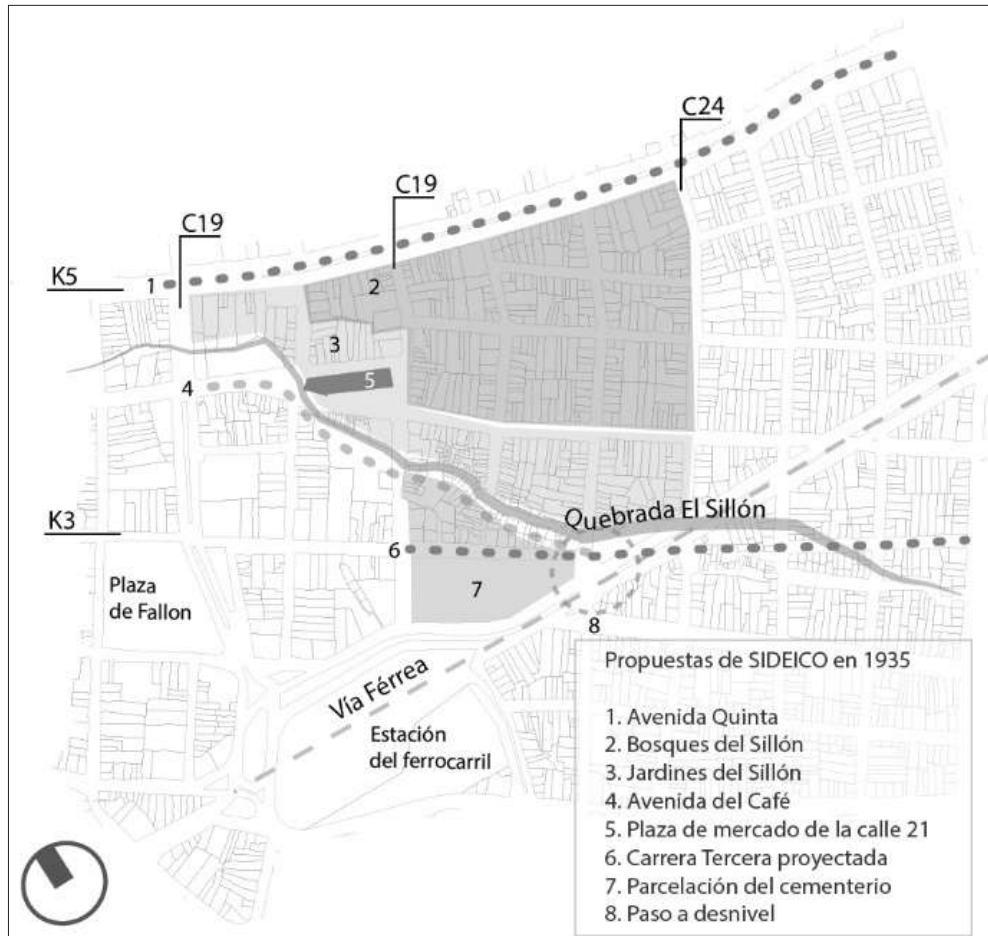 C24
C19
C19
K5
1
2
3
5
4
Quebrada El Sillón
K3
6
Plaza
de Fallon
7
8
Vía Férrea
Estación
del ferrocarril
Propuestas de SIDEICO en 1935
1. Avenida Quinta
2. Bosques del Sillón
3. Jardines del Sillón
4. Avenida del Café
5. Plaza de mercado de la calle 21
6. Carrera Tercera proyectada
7. Parcelación del cementerio
8. Paso a desnivel